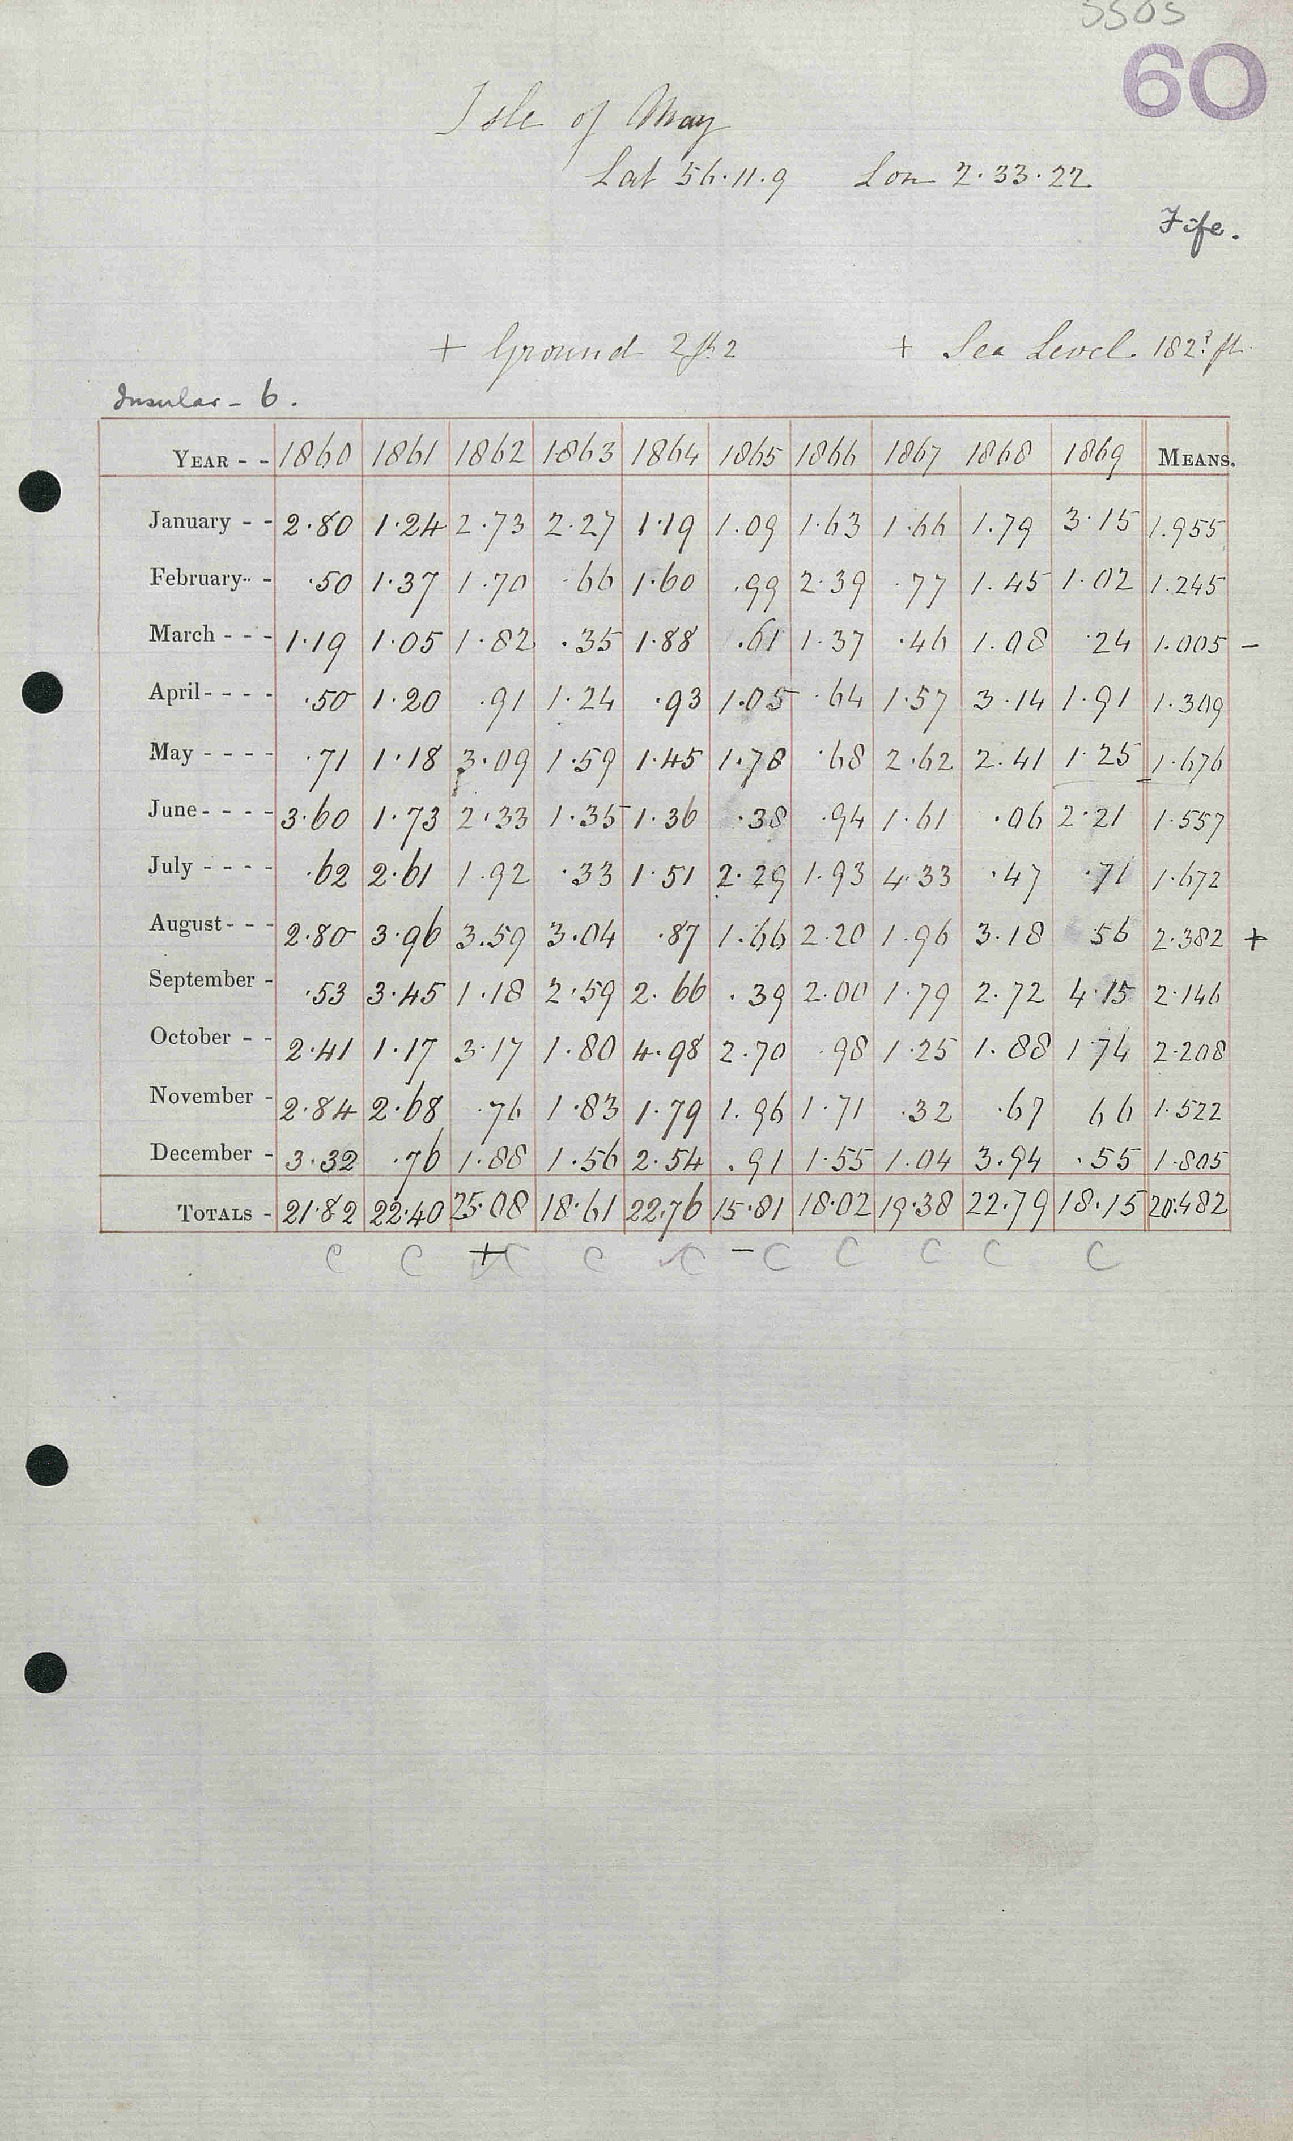 5505
60
Isle of May
Lat 56.11.9 Lon 2.33.22
Fife.
+ Ground 2ft 2 + Sea Level. 182? ft.
Insular - 6.
YEAR - - 1860 1861 1862 1863 1864 1865 1866 1867 1868 1869 MEANS.
January - - 2.80 1.24 2.73 2.27 1.19 1.09 1.63 1.66 1.79 3.15 1.955
February - - .50 1.37 1.70 .66 1.60 .99 2.39 .77 1.45 1.02 1.245
March - - - 1.19 1.05 1.82 .35 1.88 .61 1.37 .46 1.08 .24 1.005 -
April - - - - .50 1.20 .91 1.24 .93 1.05 .64 1.57 3.14 1.91 1.309
May - - - - .71 1.18 3.09 1.59 1.45 1.78 .68 2.62 2.41 1.25 1.676
June - - - - 3.60 1.73 2.33 1.35 1.36 .38 .94 1.61 .06 2.21 1.557
July - - - - .62 2.61 1.92 .33 1.51 2.29 1.93 4.33 .47 .71 1.672
August - - - 2.80 3.96 3.59 3.04 .87 1.66 2.20 1.96 3.18 56 2.382 +
September - .53 3.45 1.18 2.59 2.66 .39 2.00 1.79 2.72 4.15 2.146
October - - 2.41 1.17 3.17 1.80 4.98 2.70 .98 1.25 1.88 1.74 2.208
November - 2.84 2.68 .76 1.83 1.79 1.96 1.71 .32 .67 66 1.522
December - 3.32 .76 1.88 1.56 2.54 .91 1.55 1.04 3.94 .55 1.805
TOTALS - 21.82 22.40 25.08 18.61 22.76 15.81 18.02 19.38 22.79 18.15 20.482
C C + C C C - C C C C C